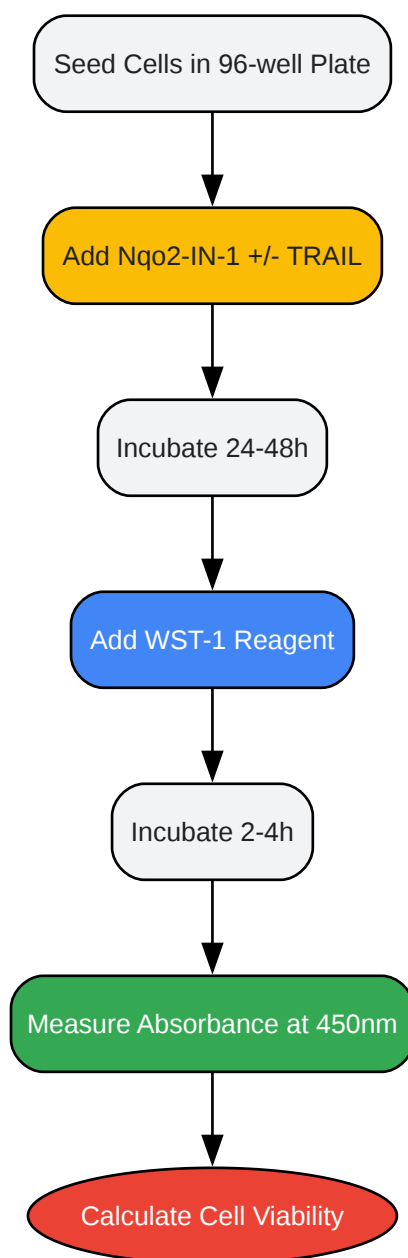 Seed Cells in 96-well Plate
Add Nqo2-IN-1 +/- TRAIL
Incubate 24-48h
Add WST-1 Reagent
Incubate 2-4h
Measure Absorbance at 450nm
Calculate Cell Viability